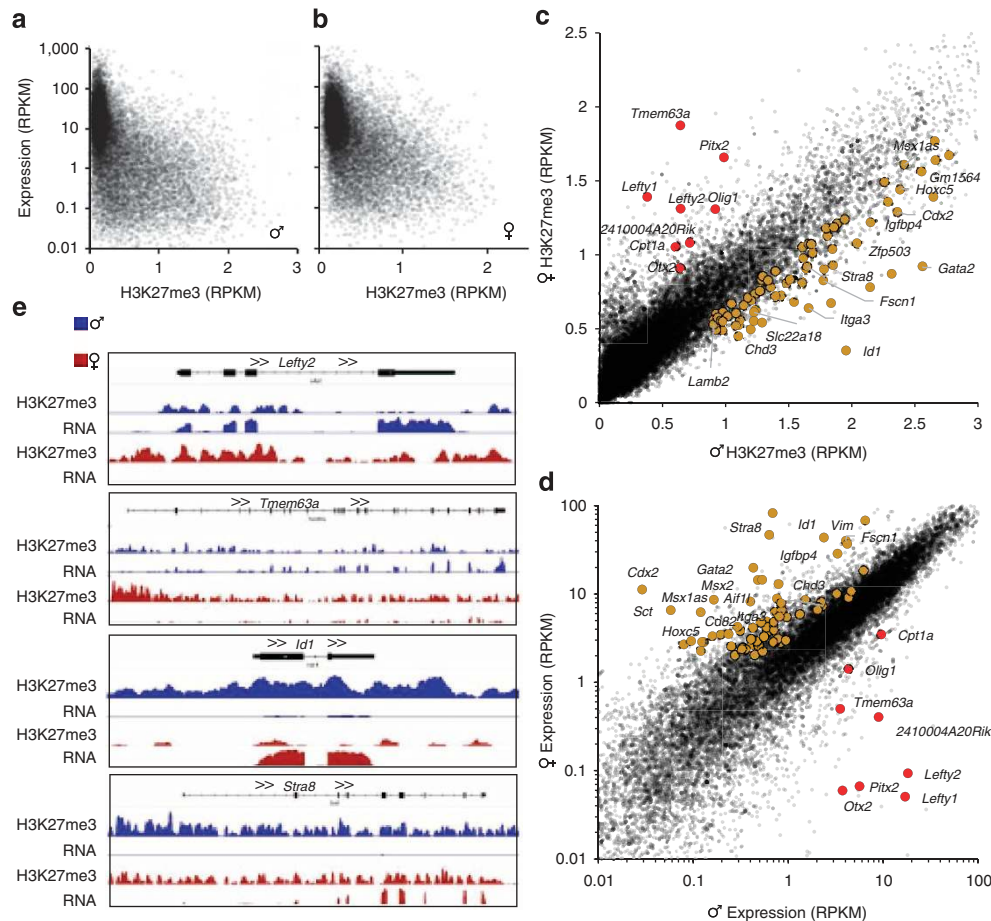 a
b
1,000
100
10
1
0.1
0.01
Expression (RPKM)
0
1
2
3
♂
H3K27me3 (RPKM)
0
1
2
♀
H3K27me3 (RPKM)
c
2.5
2
1.5
1
0.5
0
♀ H3K27me3 (RPKM)
Tmem63a
Pitx2
Lefty1
Lefty2
Olig1
2410004A20Rik
Cpt1a
Otx2
Msx1as
Gm1564
Hoxc5
Cdx2
Igfbp4
Zfp503
Gata2
Stra8
Fscn1
Itga3
Slc22a18
Id1
Chd3
Lamb2
0
0.5
1
1.5
2
2.5
3
♂ H3K27me3 (RPKM)
d
100
10
1
0.1
0.01
♀ Expression (RPKM)
Stra8
Id1
Vim
Fscn1
Igfbp4
Gata2
Cdx2
Msx2
Chd3
Msx1as
Aif1l
Sct
Cd82
Itga3
Hoxc5
Cpt1a
Olig1
Tmem63a
2410004A20Rik
Lefty2
Pitx2
Lefty1
Otx2
0.01
0.1
1
10
100
♂ Expression (RPKM)
e
♂
♀
>> Lefty2 >>
H3K27me3
RNA
H3K27me3
RNA
>> Tmem63a >>
H3K27me3
RNA
H3K27me3
RNA
>> Id1 >>
H3K27me3
RNA
H3K27me3
RNA
>> Stra8 >>
H3K27me3
RNA
H3K27me3
RNA